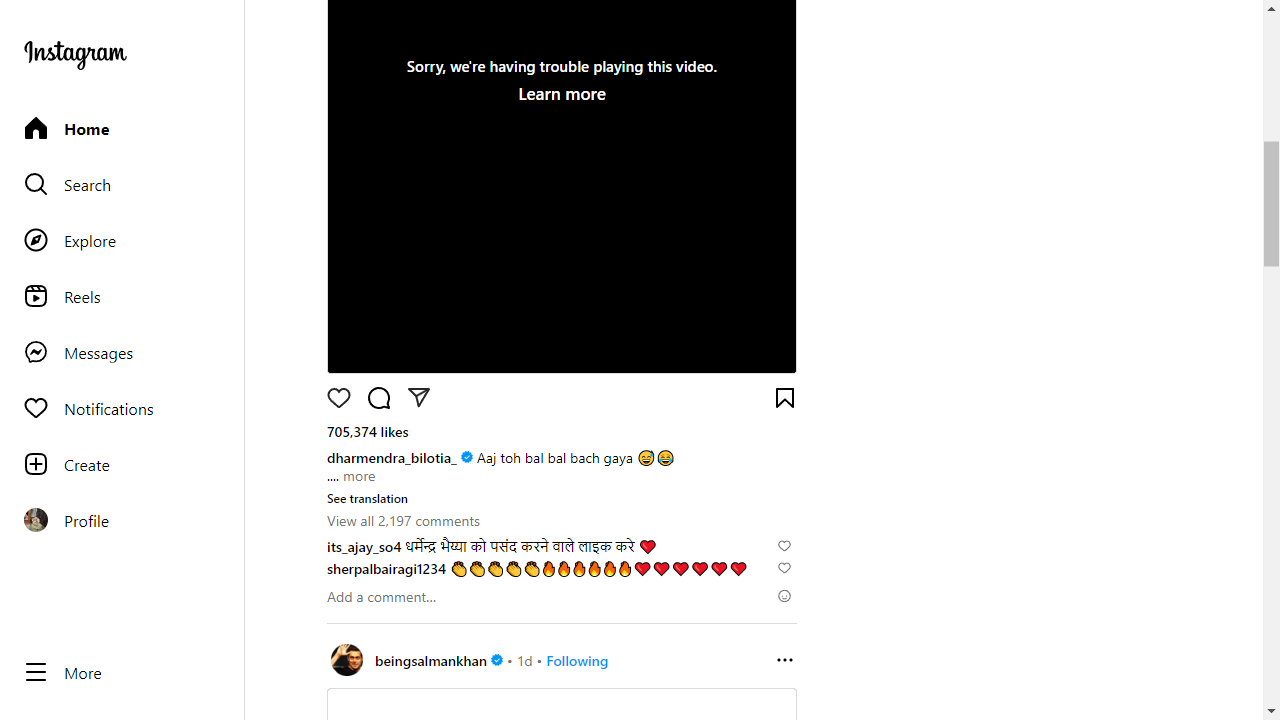 Instagram
Home
Search
Explore
Reels
Messages
Notifications
Create
Profile
More
Sorry, we're having trouble playing this video.
Learn more
705,374 likes
dharmendra_bilotia_ Aaj toh bal bal bach gaya 😅😂
.... more
See translation
View all 2,197 comments
its_ajay_so4 धर्मेन्द्र भैय्या को पसंद करने वाले लाइक करे ❤️
sherpalbairagi1234 👏👏👏👏👏🔥🔥🔥🔥🔥🔥❤️❤️❤️❤️❤️❤️
Add a comment…
beingsalmankhan • 1d • Following